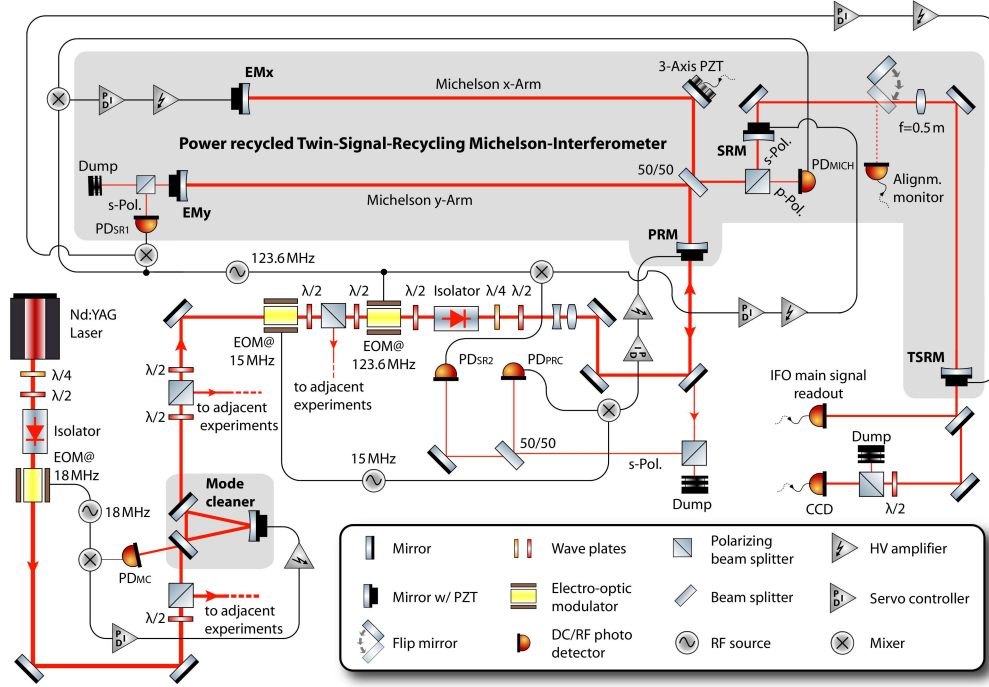 P I D
EMx
Michelson x-Arm
3-Axis PZT
P I D
Power recycled Twin-Signal-Recycling Michelson-Interferometer
SRM
s-Pol.
f=0.5 m
50/50
PDMICH
Dump
s-Pol.
EMy
Michelson y-Arm
p-Pol.
Alignm.
monitor
PDSR1
PRM
123.6 MHz
Nd:YAG
Laser
λ/2
λ/2
Isolator
λ/4
λ/2
P I D
EOM@
15 MHz
EOM@
123.6 MHz
P I D
TSRM
λ/4
λ/2
λ/2
to adjacent
experiments
PDSR2
PDPRC
IFO main signal
readout
λ/2
to adjacent
experiments
Isolator
50/50
Dump
EOM@
18 MHz
15 MHz
s-Pol.
Mode
cleaner
Dump
CCD
λ/2
18 MHz
PDMC
λ/2
to adjacent
experiments
P I D
Mirror
Wave plates
Polarizing
beam splitter
HV amplifier
Mirror w/ PZT
Electro-optic
modulator
Beam splitter
P I D
Servo controller
Flip mirror
DC/RF photo
detector
RF source
Mixer